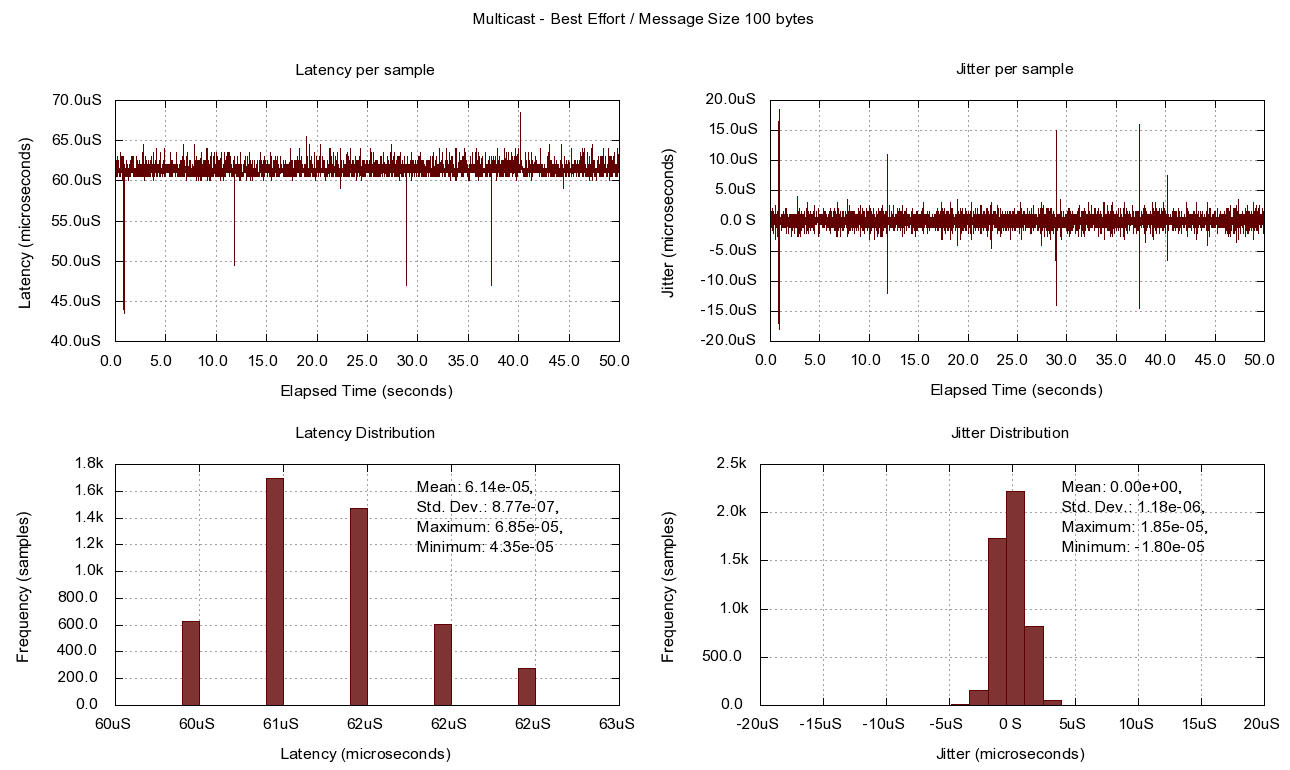 Multicast - Best Effort / Message Size 100 bytes
Latency per sample
70.0uS
65.0uS
60.0uS
55.0uS
50.0uS
45.0uS
40.0uS
Latency (microseconds)
0.0 5.0 10.0 15.0 20.0 25.0 30.0 35.0 40.0 45.0 50.0
Elapsed Time (seconds)
Jitter per sample
20.0uS
15.0uS
10.0uS
5.0uS
0.0 S
-5.0uS
-10.0uS
-15.0uS
-20.0uS
Jitter (microseconds)
0.0 5.0 10.0 15.0 20.0 25.0 30.0 35.0 40.0 45.0 50.0
Elapsed Time (seconds)
Latency Distribution
1.8k
1.6k
1.4k
1.2k
1.0k
800.0
600.0
400.0
200.0
0.0
Frequency (samples)
Mean: 6.14e-05,
Std. Dev.: 8.77e-07,
Maximum: 6.85e-05,
Minimum: 4.35e-05
60uS 60uS 61uS 62uS 62uS 62uS 63uS
Latency (microseconds)
Jitter Distribution
2.5k
2.0k
1.5k
1.0k
500.0
0.0
Frequency (samples)
Mean: 0.00e+00,
Std. Dev.: 1.18e-06,
Maximum: 1.85e-05,
Minimum: -1.80e-05
-20uS -15uS -10uS -5uS 0 S 5uS 10uS 15uS 20uS
Jitter (microseconds)